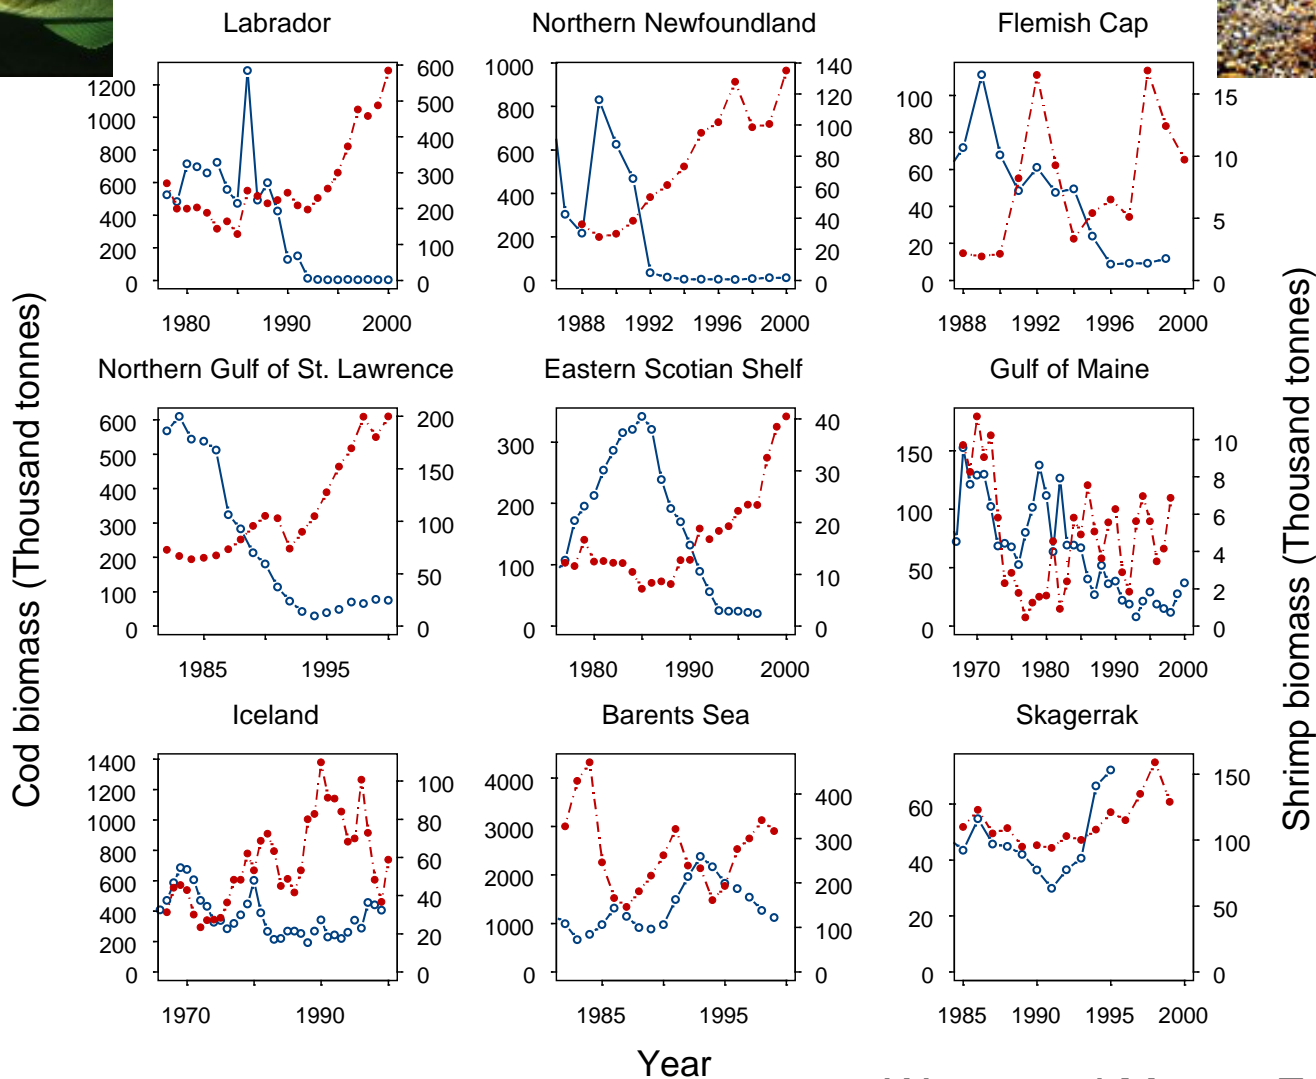 Labrador Northern Newfoundland Flemish Cap
1200 1000 800 600 400 200 0
600 500 400 300 200 100 0
1000 800 600 400 200 0
140 120 100 80 60 40 20 0
100 80 60 40 20 0
15 10 5 0
1980 1990 2000
1988 1992 1996 2000
1988 1992 1996 2000
Northern Gulf of St. Lawrence Eastern Scotian Shelf Gulf of Maine
600 500 400 300 200 100 0
200 150 100 50 0
300 200 100 0
40 30 20 10 0
150 100 50 0
10 8 6 4 2 0
1985 1995
1980 1990 2000
1970 1980 1990 2000
Iceland Barents Sea Skagerrak
1400 1200 1000 800 600 400 200 0
100 80 60 40 20 0
4000 3000 2000 1000 0
400 300 200 100 0
60 40 20 0
150 100 50 0
1970 1990
1985 1995
1985 1990 1995 2000
Cod biomass (Thousand tonnes)
Shrimp biomass (Thousand tonnes)
Year